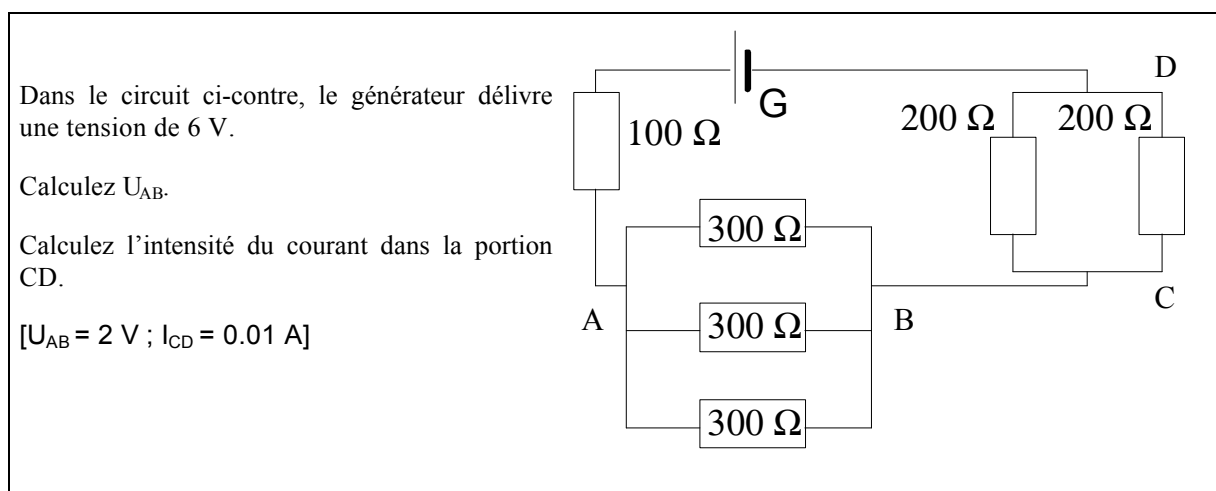 Dans le circuit ci-contre, le générateur délivre
une tension de 6 V.
Calculez U_AB.
Calculez l’intensité du courant dans la portion
CD.
[U_AB = 2 V ; I_CD = 0.01 A]
G
D
100 Ω
200 Ω
200 Ω
300 Ω
A
300 Ω
B
C
300 Ω